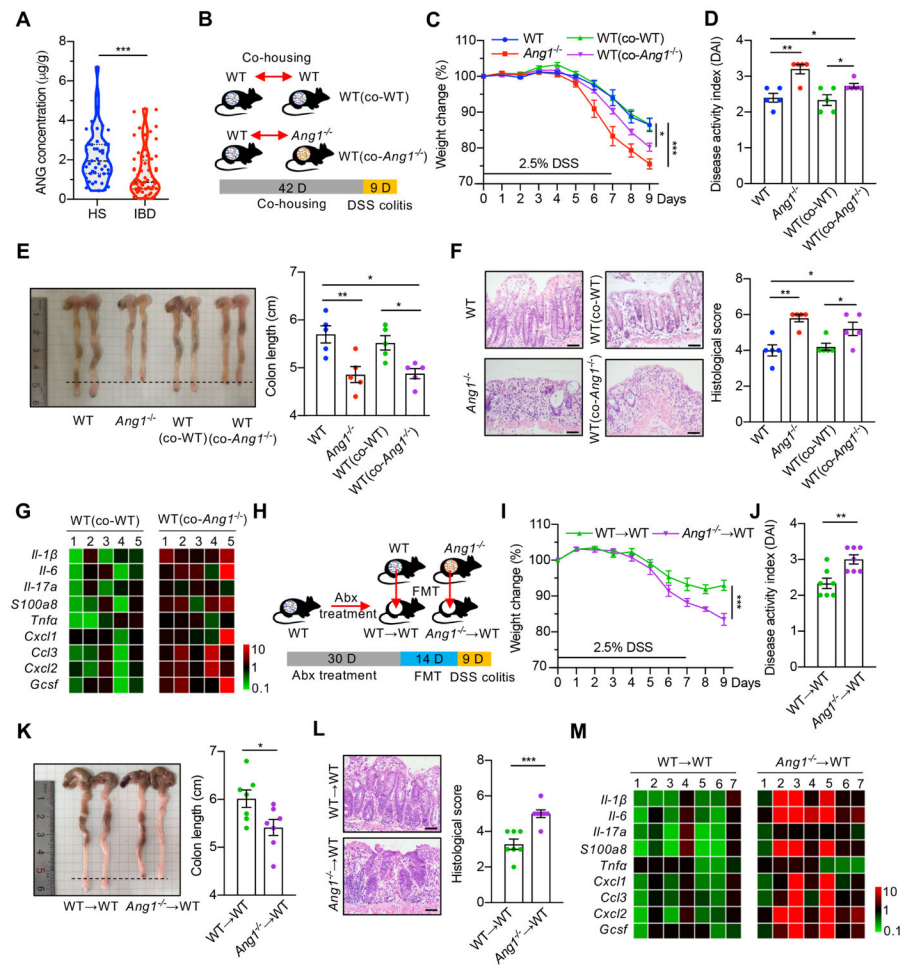 A
ANG concentration (μg/g)
8
6
4
2
0
***
HS
IBD
B
Co-housing
WT
WT
WT(co-WT)
WT
Ang1-/-
WT(co-Ang1-/-)
42 D
9 D
Co-housing
DSS colitis
C
WT
WT(co-WT)
Ang1-/-
WT(co-Ang1-/-)
Weight change (%)
110
100
90
80
70
2.5% DSS
*
***
0 1 2 3 4 5 6 7 8 9 Days
D
Disease activity index (DAI)
5
4
3
2
1
0
*
**
*
WT
Ang1-/-
WT(co-WT)
WT(co-Ang1-/-)
E
1
2
3
4
5
WT
Ang1-/-
WT
(co-WT)
WT
(co-Ang1-/-)
Colon length (cm)
7
6
5
4
*
**
*
WT
Ang1-/-
WT(co-WT)
WT(co-Ang1-/-)
F
WT
WT(co-WT)
Ang1-/-
WT(co-Ang1-/-)
Histological score
8
6
4
2
0
*
**
*
WT
Ang1-/-
WT(co-WT)
WT(co-Ang1-/-)
G
WT(co-WT)
WT(co-Ang1-/-)
1 2 3 4 5
1 2 3 4 5
Il-1β
Il-6
Il-17a
S100a8
Tnfα
Cxcl1
Ccl3
Cxcl2
Gcsf
10
1
0.1
H
WT
Abx
treatment
WT
Ang1-/-
FMT
WT→WT
Ang1-/-→WT
30 D
14 D
9 D
Abx treatment
FMT
DSS colitis
I
WT→WT
Ang1-/-→WT
Weight change (%)
110
100
90
80
70
2.5% DSS
***
0 1 2 3 4 5 6 7 8 9 Days
J
Disease activity index (DAI)
4
3
2
1
0
**
WT→WT
Ang1-/-→WT
K
1
2
3
4
5
6
WT→WT
Ang1-/-→WT
Colon length (cm)
7
6
5
4
*
WT→WT
Ang1-/-→WT
L
WT→WT
Ang1-/-→WT
Histological score
8
6
4
2
0
***
WT→WT
Ang1-/-→WT
M
WT→WT
Ang1-/-→WT
1 2 3 4 5 6 7
1 2 3 4 5 6 7
Il-1β
Il-6
Il-17a
S100a8
Tnfα
Cxcl1
Ccl3
Cxcl2
Gcsf
10
1
0.1